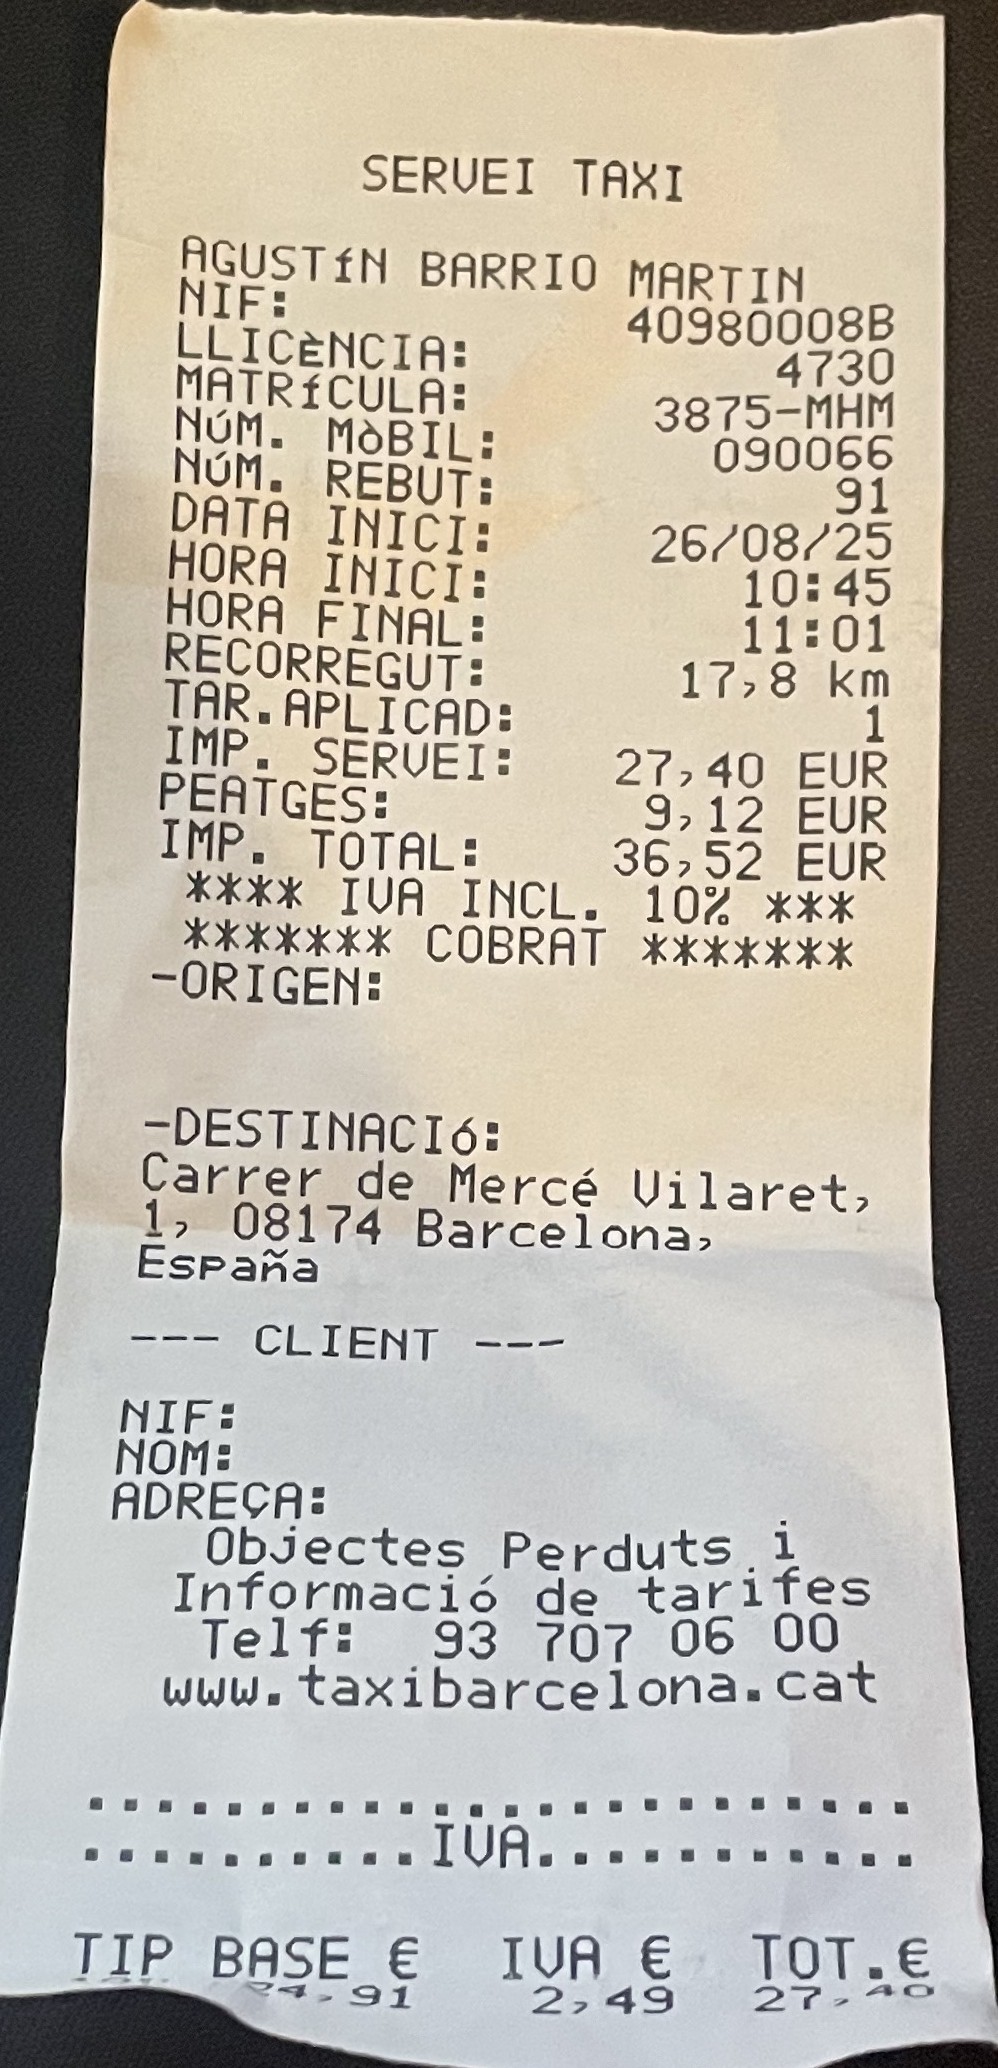 SERVEI TAXI
AGUSTíN BARRIO MARTIN
NIF: 40980008B
LLICÈNCIA: 4730
MATRíCULA: 3875-MHM
NÚM. MòBIL: 090066
NÚM. REBUT: 91
DATA INICI: 26/08/25
HORA INICI: 10:45
HORA FINAL: 11:01
RECORREGUT: 17,8 km
TAR.APLICAD: 1
IMP. SERVEI: 27,40 EUR
PEATGES: 9,12 EUR
IMP. TOTAL: 36,52 EUR
**** IVA INCL. 10% ***
******* COBRAT *******
-ORIGEN:
-DESTINACIó:
Carrer de Mercé Vilaret,
1, 08174 Barcelona,
España
--- CLIENT ---
NIF:
NOM:
ADREÇA:
Objectes Perduts i
Informació de tarifes
Telf: 93 707 06 00
www.taxibarcelona.cat
........................
..........IVA...........
TIP BASE € IVA € TOT.€
24,91 2,49 27,40